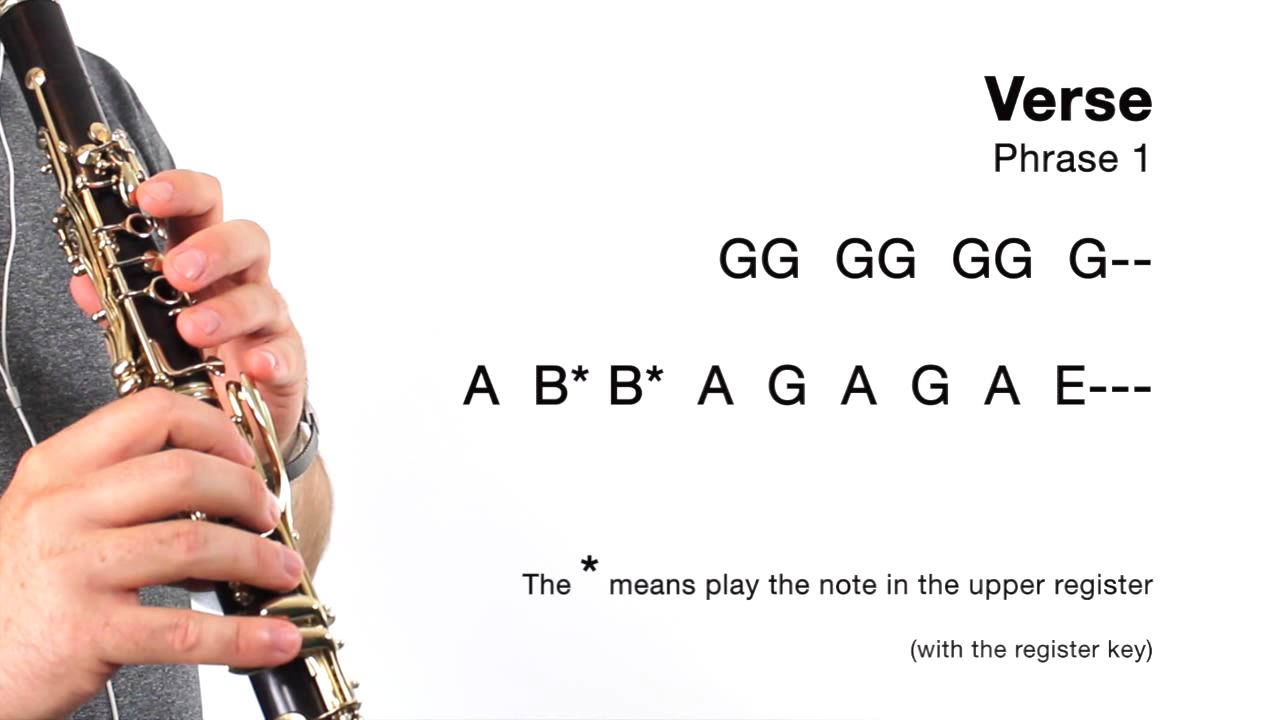 Verse
Phrase 1
GG GG GG G--
A B* B* A G A G A E---
The * means play the note in the upper register
(with the register key)